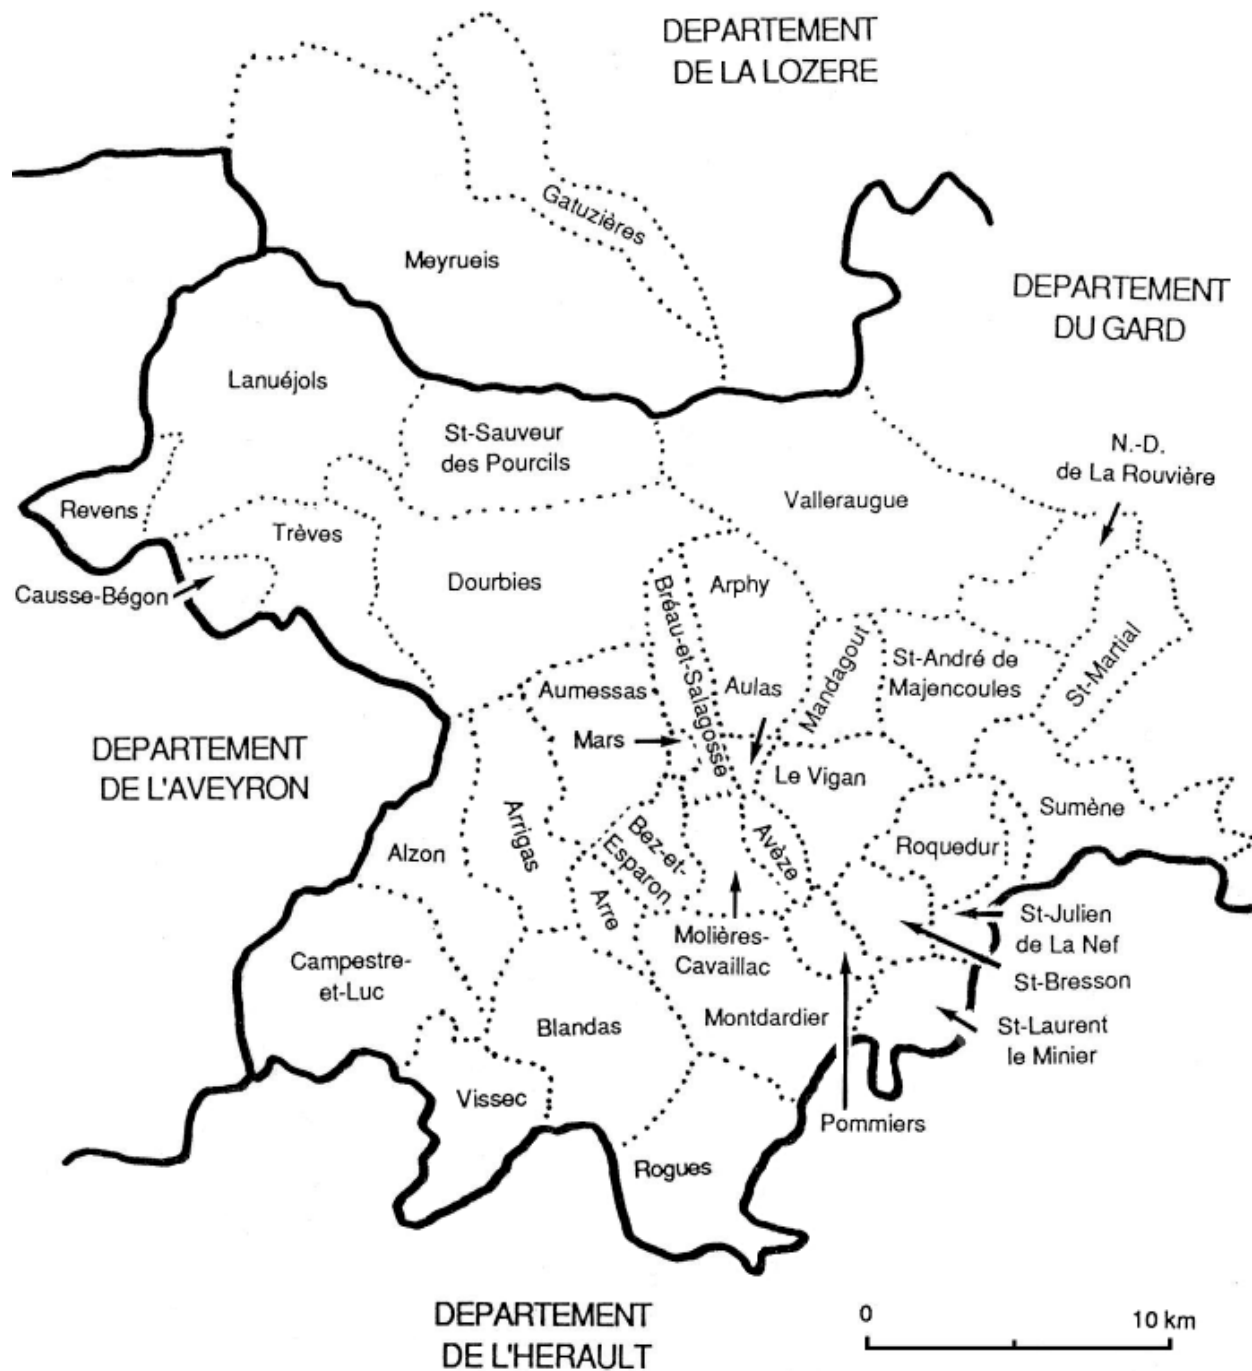 DEPARTEMENT
DE LA LOZERE
Gatuzières
Meyrueis
DEPARTEMENT
DU GARD
Lanuéjols
St-Sauveur
des Pourcils
N.-D.
de La Rouvière
Valleraugue
Revens
Trèves
Causse-Bégon
Dourbies
Arphy
Bréau-et-Salagosse
Mandagout
St-André de
Majencoules
St-Martial
Aumessas
Aulas
Mars
DEPARTEMENT
DE L'AVEYRON
Le Vigan
Sumène
Arrigas
Alzon
Bez-et-
Esparon
Avèze
Roquedur
Arre
St-Julien
de La Nef
Molières-
Cavaillac
Campestre-
et-Luc
St-Bresson
Blandas
Montdardier
St-Laurent
le Minier
Vissec
Pommiers
Rogues
DEPARTEMENT
DE L'HERAULT
0 10 km